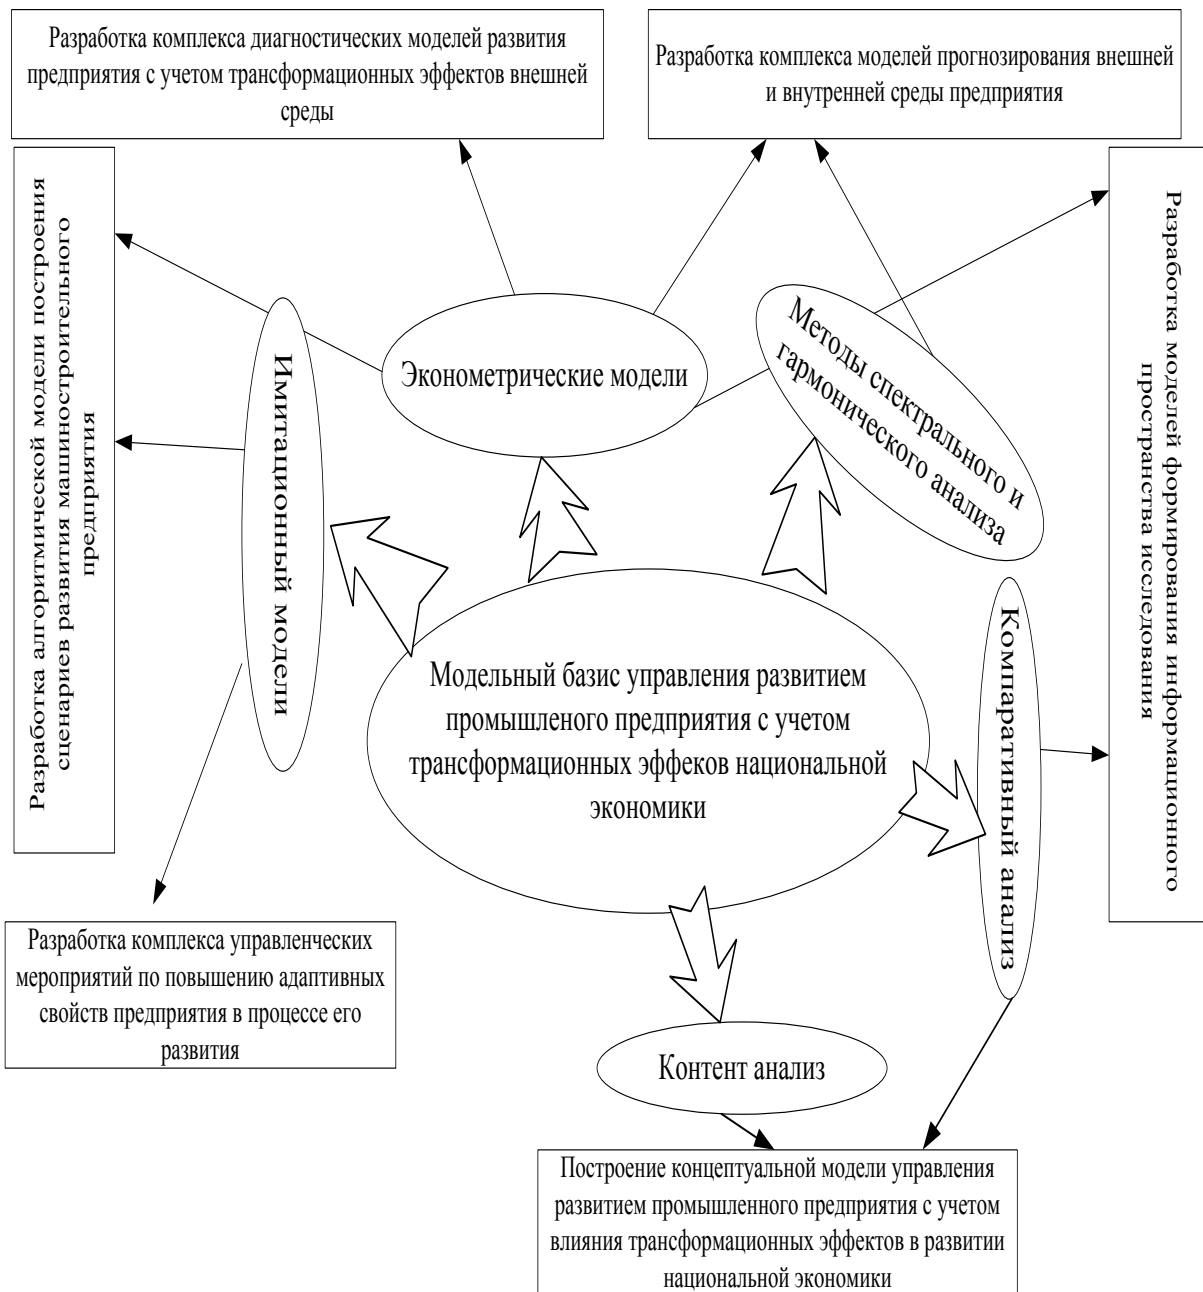 Разработка комплекса диагностических моделей развития
предприятия с учетом трансформационных эффектов внешней
среды
Разработка комплекса моделей прогнозирования внешней
и внутренней среды предприятия
Разработка алгоритмической модели построения
сценариев развития машиностроительного
предприятия
Имитационный модели
Эконометрические модели
Методы спектрального и
гармонического анализа
Разработка моделей формирования информационного
пространства исследования
Модельный базис управления развитием
промышленого предприятия с учетом
трансформационных эффеков национальной
экономики
Компаративный анализ
Разработка комплекса управленческих
мероприятий по повышению адаптивных
свойств предприятия в процессе его
развития
Контент анализ
Построение концептуальной модели управления
развитием промышленного предприятия с учетом
влияния трансформационных эффектов в развитии
национальной экономики